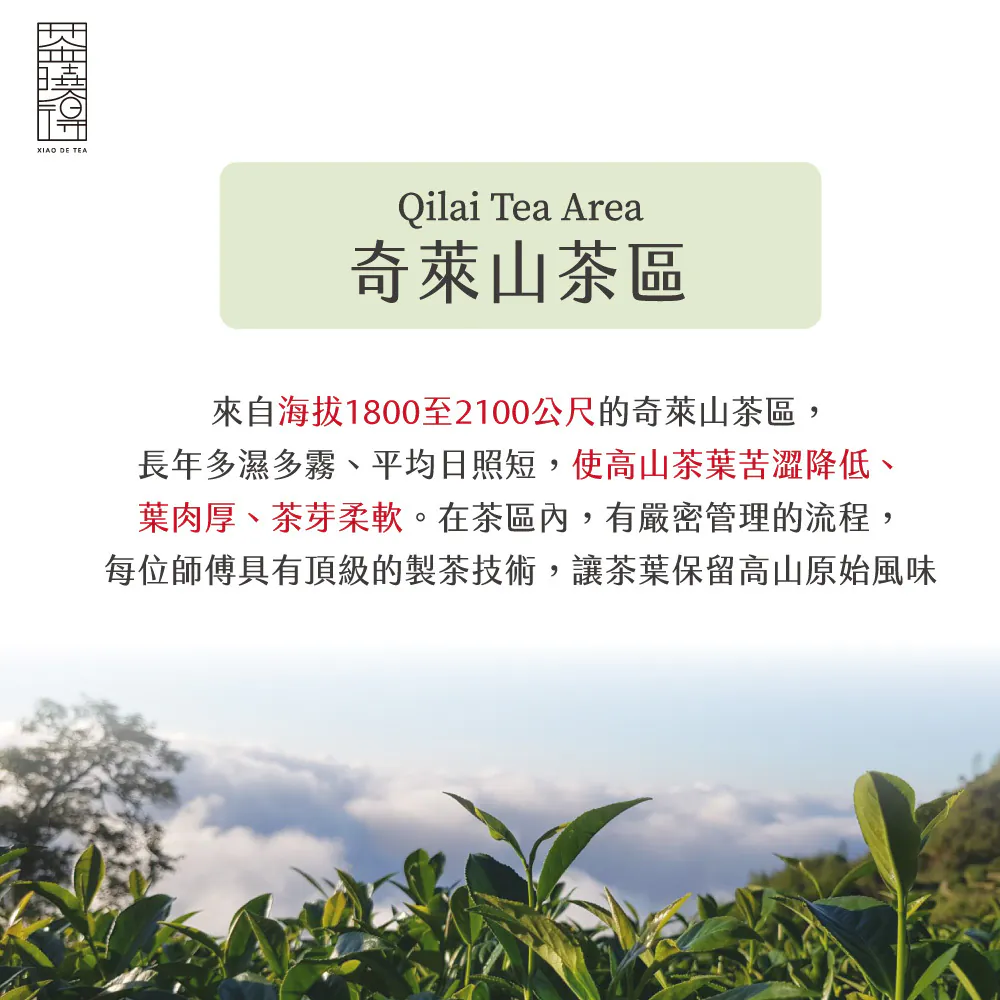 茶曉得
XIAO DE TEA
Qilai Tea Area
奇萊山茶區
來自海拔1800至2100公尺的奇萊山茶區，
長年多濕多霧、平均日照短，使高山茶葉苦澀降低、
葉肉厚、茶芽柔軟。在茶區內，有嚴密管理的流程，
每位師傅具有頂級的製茶技術，讓茶葉保留高山原始風味